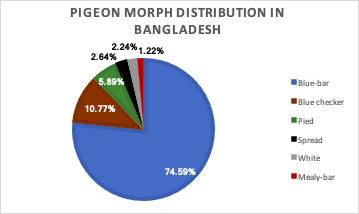 PIGEON MORPH DISTRIBUTION IN
BANGLADESH
2.24%
1.22%
2.64%
5.89%
10.77%
74.59%
Blue-bar
Blue checker
Pied
Spread
White
Mealy-bar